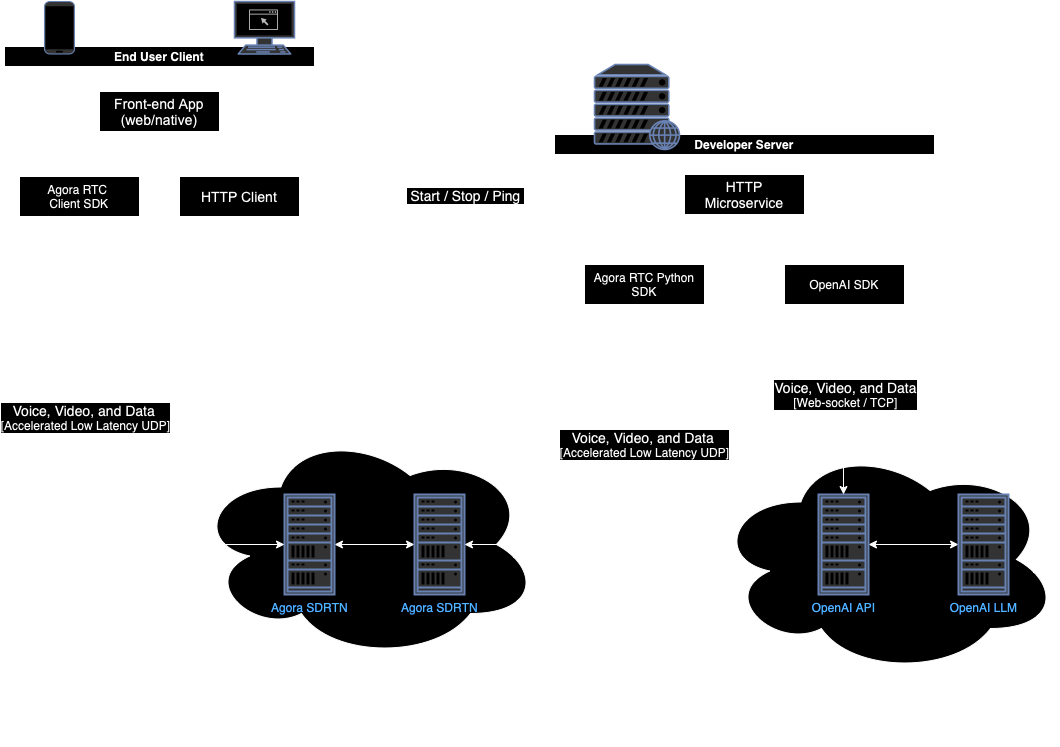 End User Client
Front-end App
(web/native)
Agora RTC
Client SDK
HTTP Client
Start / Stop / Ping
Developer Server
HTTP
Microservice
Agora RTC Python
SDK
OpenAI SDK
Voice, Video, and Data
[Web-socket / TCP]
Voice, Video, and Data
[Accelerated Low Latency UDP]
Voice, Video, and Data
[Accelerated Low Latency UDP]
Agora SDRTN
Agora SDRTN
OpenAI API
OpenAI LLM